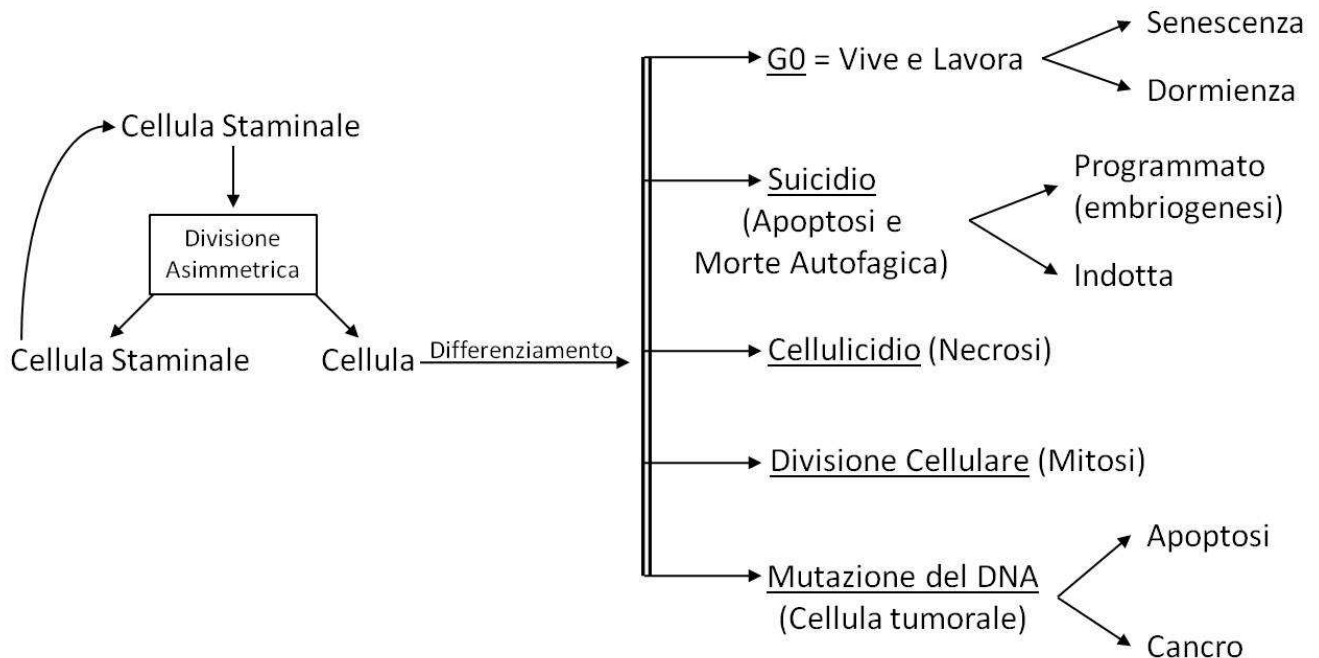 Cellula Staminale
Divisione
Asimmetrica
Cellula Staminale
Cellula
Differenziamento
G0 = Vive e Lavora
Senescenza
Dormienza
Suicidio
(Apoptosi e
Morte Autofagica)
Programmato
(embriogenesi)
Indotta
Cellulicidio (Necrosi)
Divisione Cellulare (Mitosi)
Mutazione del DNA
(Cellula tumorale)
Apoptosi
Cancro